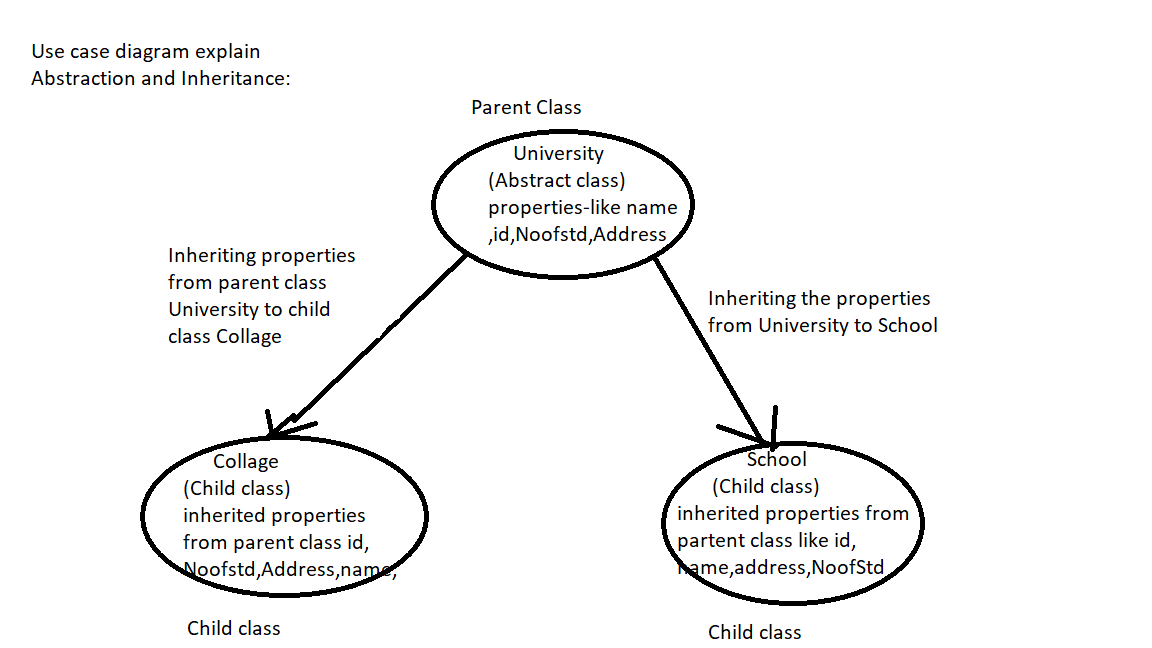 Use case diagram explain
Abstraction and Inheritance:
Parent Class
University
(Abstract class)
properties-like name
,id,Noofstd,Address
Inheriting properties
from parent class
University to child
class Collage
Inheriting the properties
from University to School
Collage
(Child class)
inherited properties
from parent class id,
Noofstd,Address,name,
Child class
School
(Child class)
inherited properties from
partent class like id,
name,address,NoofStd
Child class